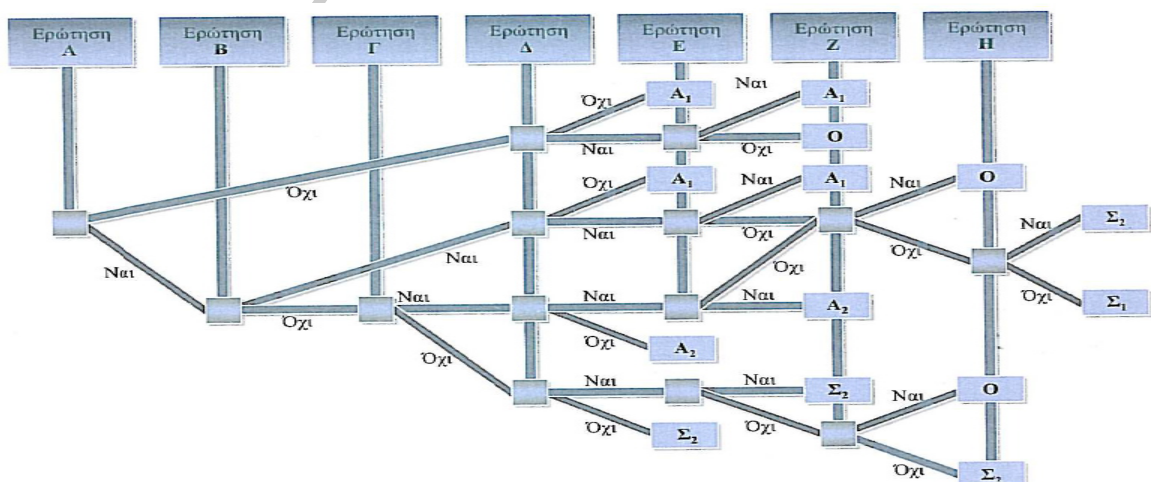 Ερώτηση Α
Ερώτηση Β
Ερώτηση Γ
Ερώτηση Δ
Ερώτηση Ε
Ερώτηση Ζ
Ερώτηση Η
Όχι
Α₁
Ναι
Α₁
Ναι
Όχι
Ο
Όχι
Όχι
Α₁
Ναι
Α₁
Ναι
Ο
Ναι
Όχι
Ναι
Σ₂
Ναι
Ναι
Όχι
Όχι
Όχι
Σ₁
Όχι
Ναι
Ναι
Ναι
Α₂
Όχι
Α₂
Όχι
Ναι
Ναι
Σ₂
Ναι
Ο
Όχι
Σ₂
Όχι
Όχι
Σ₂